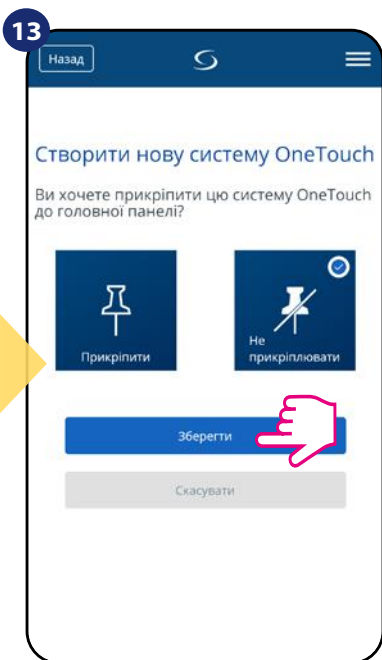 13
Назад
Створити нову систему OneTouch
Ви хочете прикріпити цю систему OneTouch
до головної панелі?
Прикріпити
Не
прикріплювати
Зберегти
Скасувати